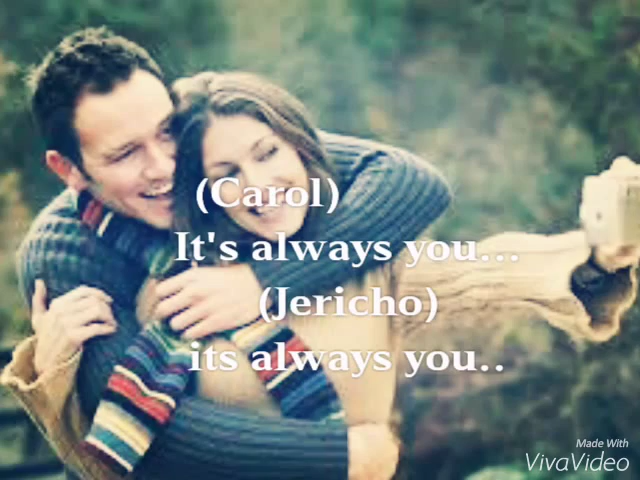 (Carol)
It's always you...
(Jericho)
its always you..
Made With
VivaVideo